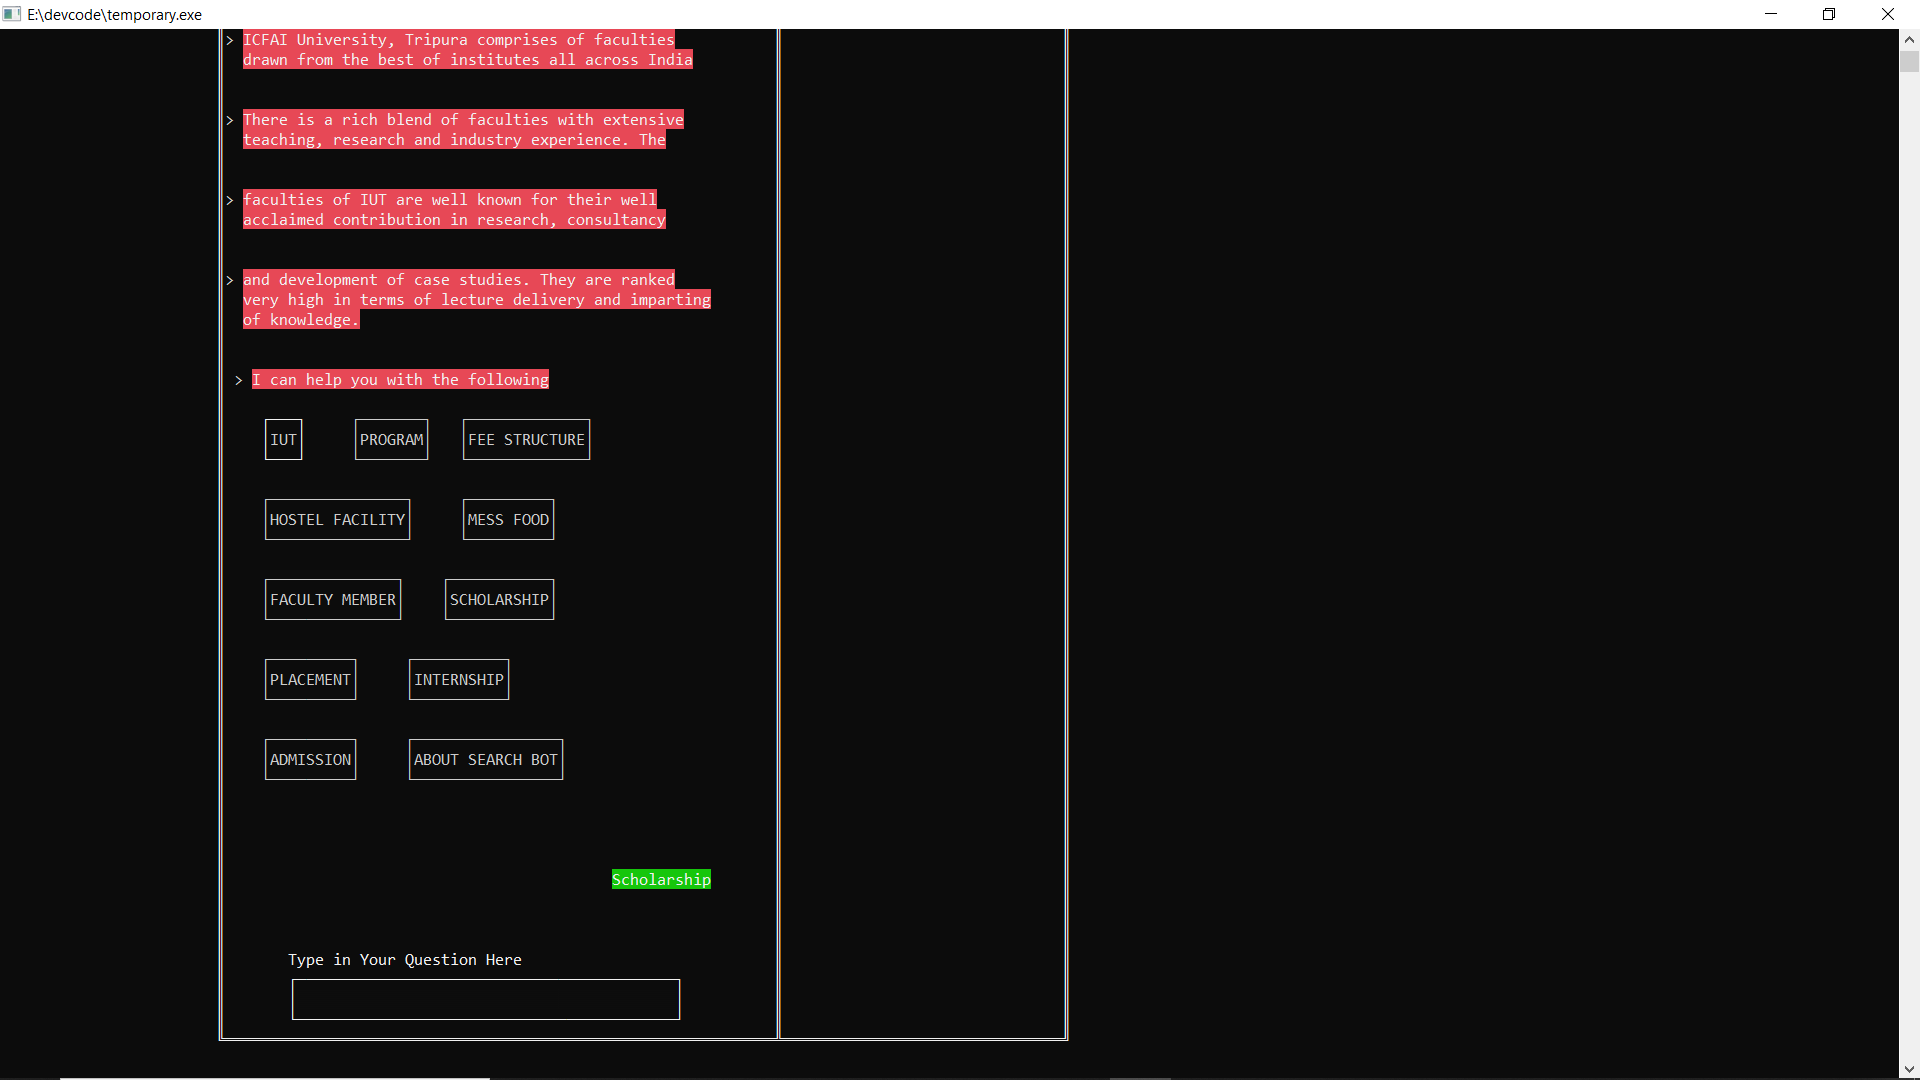 E:\devcode\temporary.exe
> ICFAI University, Tripura comprises of faculties
drawn from the best of institutes all across India
> There is a rich blend of faculties with extensive
teaching, research and industry experience. The
> faculties of IUT are well known for their well
acclaimed contribution in research, consultancy
> and development of case studies. They are ranked
very high in terms of lecture delivery and imparting
of knowledge.
> I can help you with the following
IUT PROGRAM FEE STRUCTURE
HOSTEL FACILITY MESS FOOD
FACULTY MEMBER SCHOLARSHIP
PLACEMENT INTERNSHIP
ADMISSION ABOUT SEARCH BOT
Scholarship
Type in Your Question Here